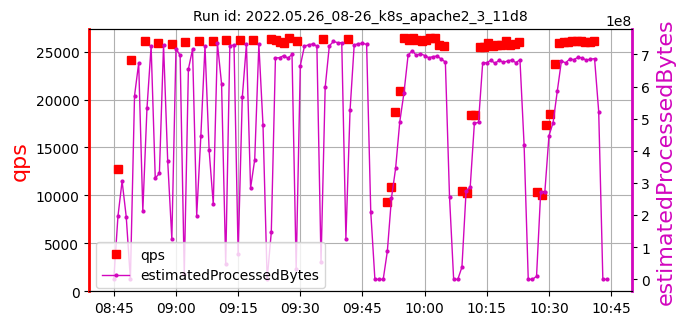 Run id: 2022.05.26_08-26_k8s_apache2_3_11d8
1e8
25000
20000
15000
10000
5000
0
qps
7
6
5
4
3
2
1
0
estimatedProcessedBytes
qps
estimatedProcessedBytes
08:45 09:00 09:15 09:30 09:45 10:00 10:15 10:30 10:45